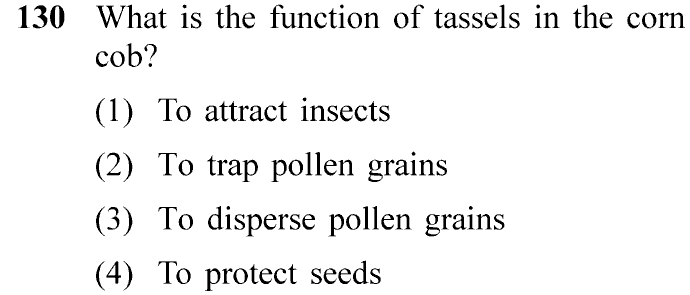 130 What is the function of tassels in the corn
cob?
(1) To attract insects
(2) To trap pollen grains
(3) To disperse pollen grains
(4) To protect seeds